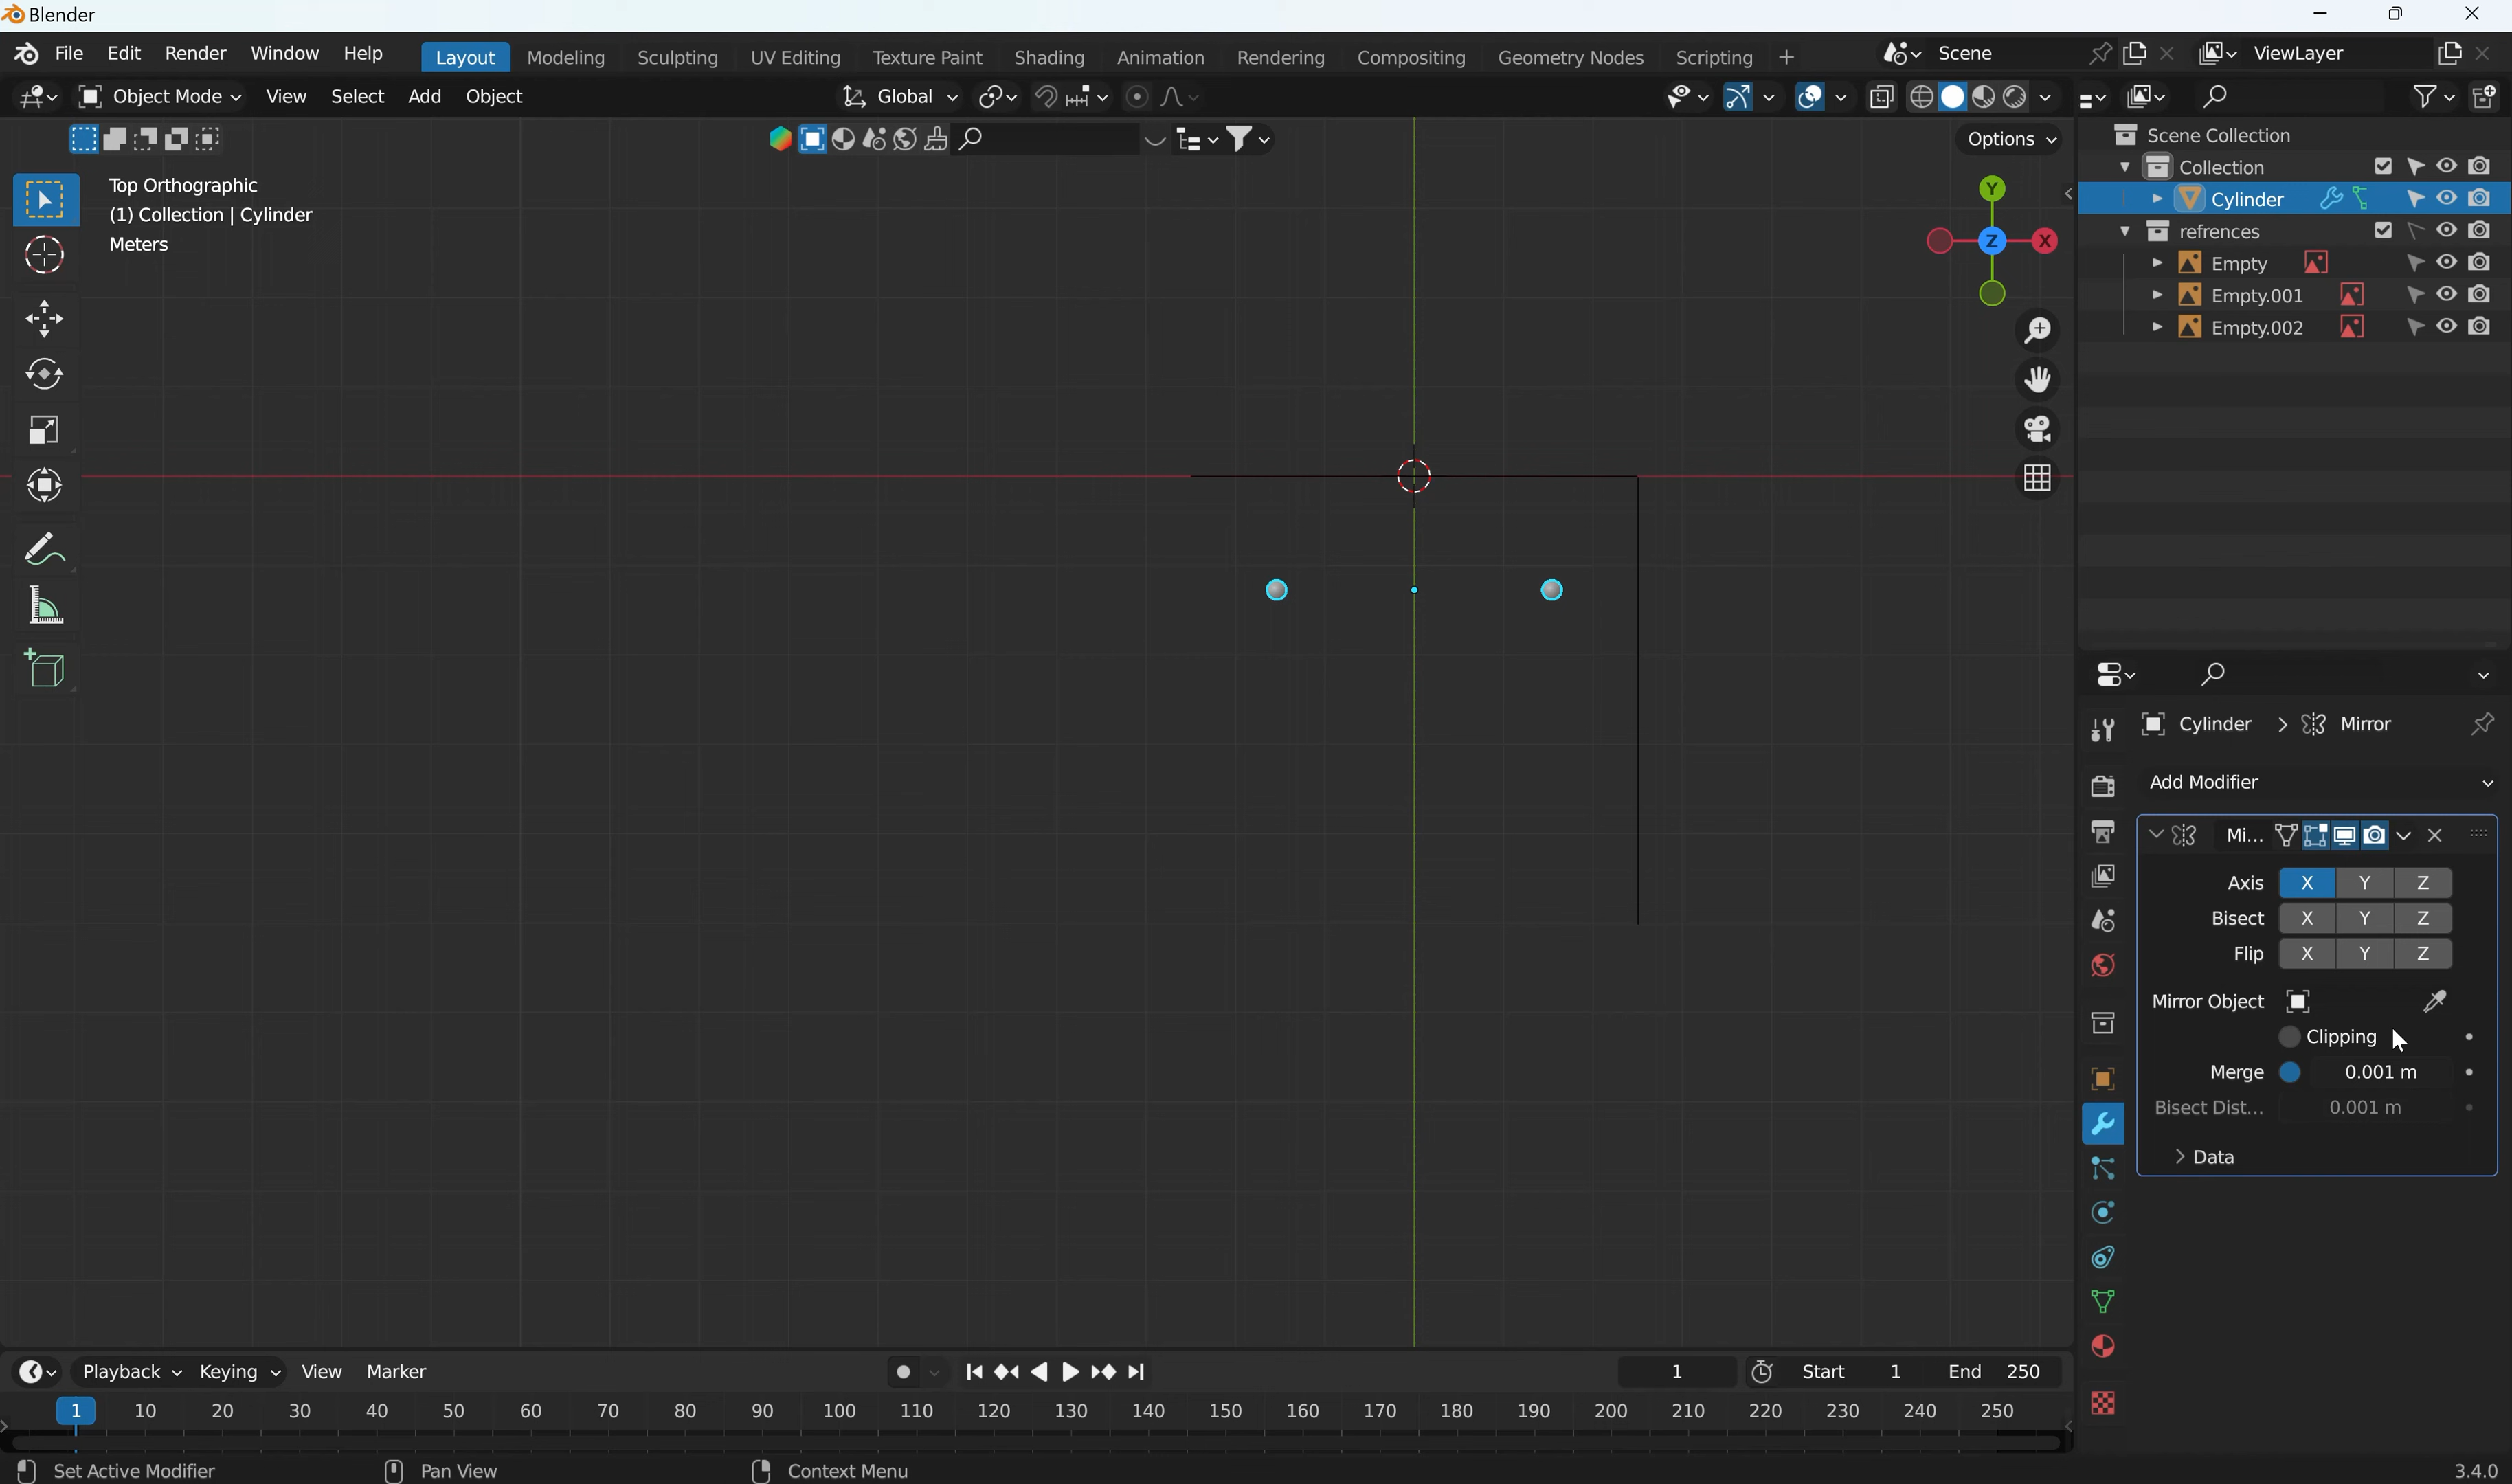 Blender
File Edit Render Window Help Layout Modeling Sculpting UV Editing Texture Paint Shading Animation Rendering Compositing Geometry Nodes Scripting + Scene ViewLayer
Object Mode View Select Add Object Global
Options
Top Orthographic
(1) Collection | Cylinder
Meters
Y
X
Z
Scene Collection
Collection
Cylinder
refrences
Empty
Empty.001
Empty.002
Cylinder > Mirror
Add Modifier
Mi...
Axis X Y Z
Bisect X Y Z
Flip X Y Z
Mirror Object
Clipping
Merge 0.001 m
Bisect Dist... 0.001 m
> Data
Playback Keying View Marker 1 Start 1 End 250
1 10 20 30 40 50 60 70 80 90 100 110 120 130 140 150 160 170 180 190 200 210 220 230 240 250
Set Active Modifier Pan View Context Menu 3.4.0